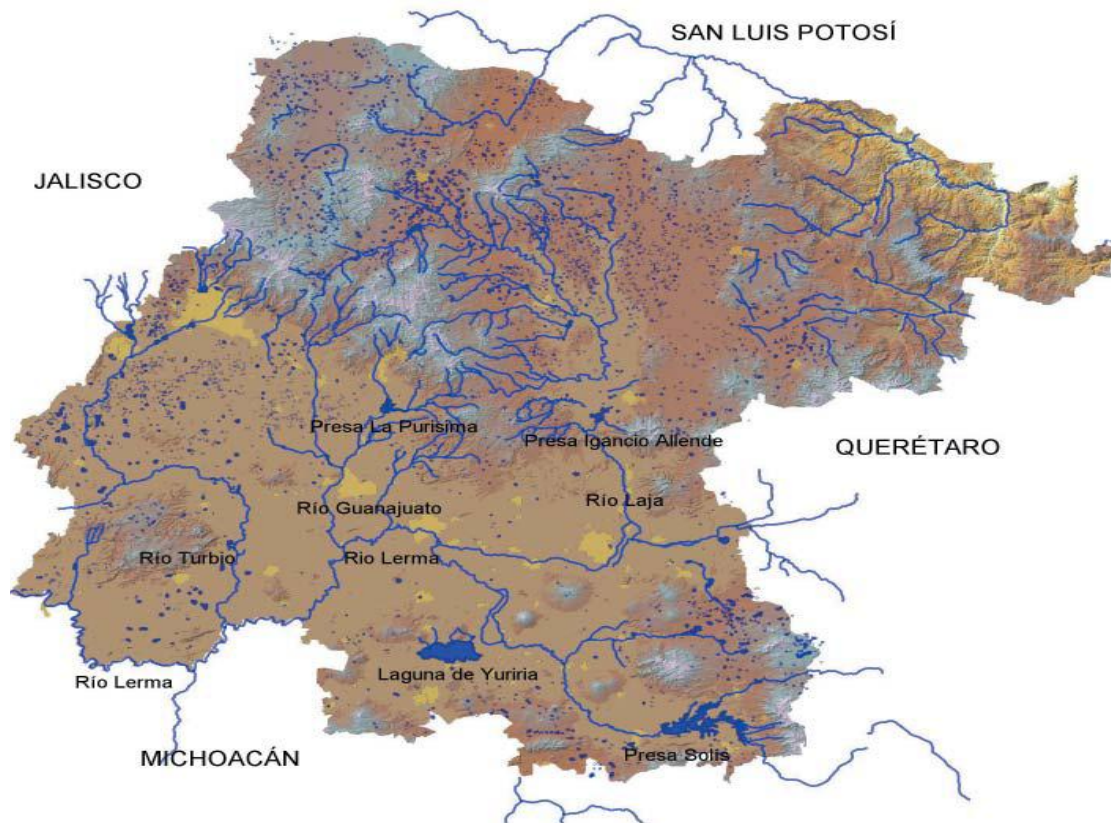 SAN LUIS POTOSÍ
JALISCO
Presa La Purisima
Presa Igancio Allende
QUERÉTARO
Río Guanajuato
Río Laja
Río Turbio
Rio Lerma
Río Lerma
Laguna de Yuriria
MICHOACÁN
Presa Solis